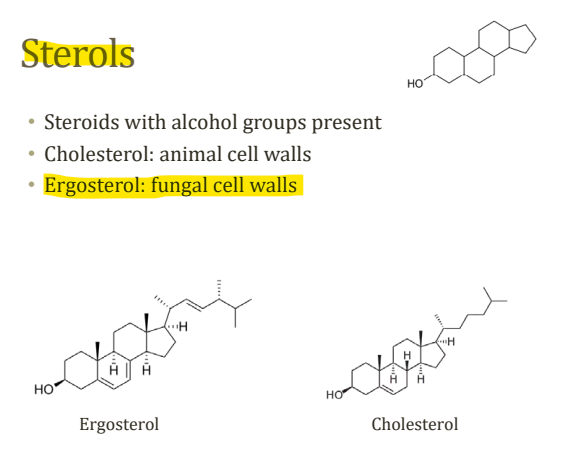 Sterols
HO
• Steroids with alcohol groups present
• Cholesterol: animal cell walls
• Ergosterol: fungal cell walls
H
H
H
HO
Ergosterol
H
H
H
H
HO
Cholesterol